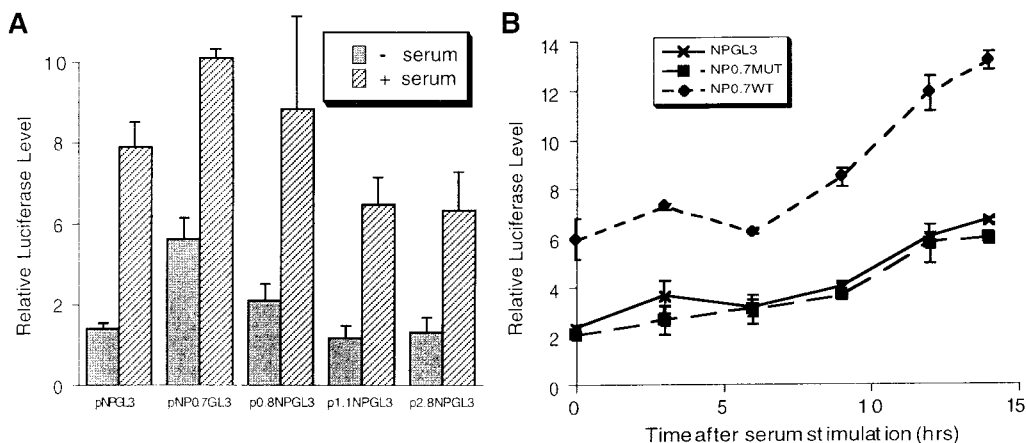 A
- serum
+ serum
Relative Luciferase Level
10
8
6
2
0
pNPGL3
pNP0.7GL3
p0.8NPGL3
p1.1NPGL3
p2.8NPGL3
B
NPGL3
NP0.7MUT
NP0.7WT
Relative Luciferase Level
14
12
10
8
6
4
2
0
0
5
10
15
Time after serum stimulation (hrs)